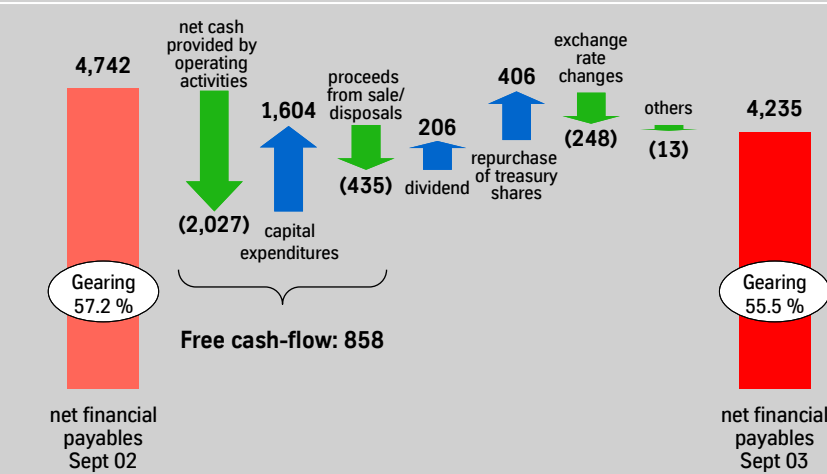 4,742
Gearing
57.2 %
net financial
payables
Sept 02
net cash
provided by
operating
activities
(2,027)
1,604
capital
expenditures
proceeds
from sale/
disposals
(435)
Free cash-flow: 858
206
dividend
406
repurchase
of treasury
shares
exchange
rate
changes
(248)
others
(13)
4,235
Gearing
55.5 %
net financial
payables
Sept 03